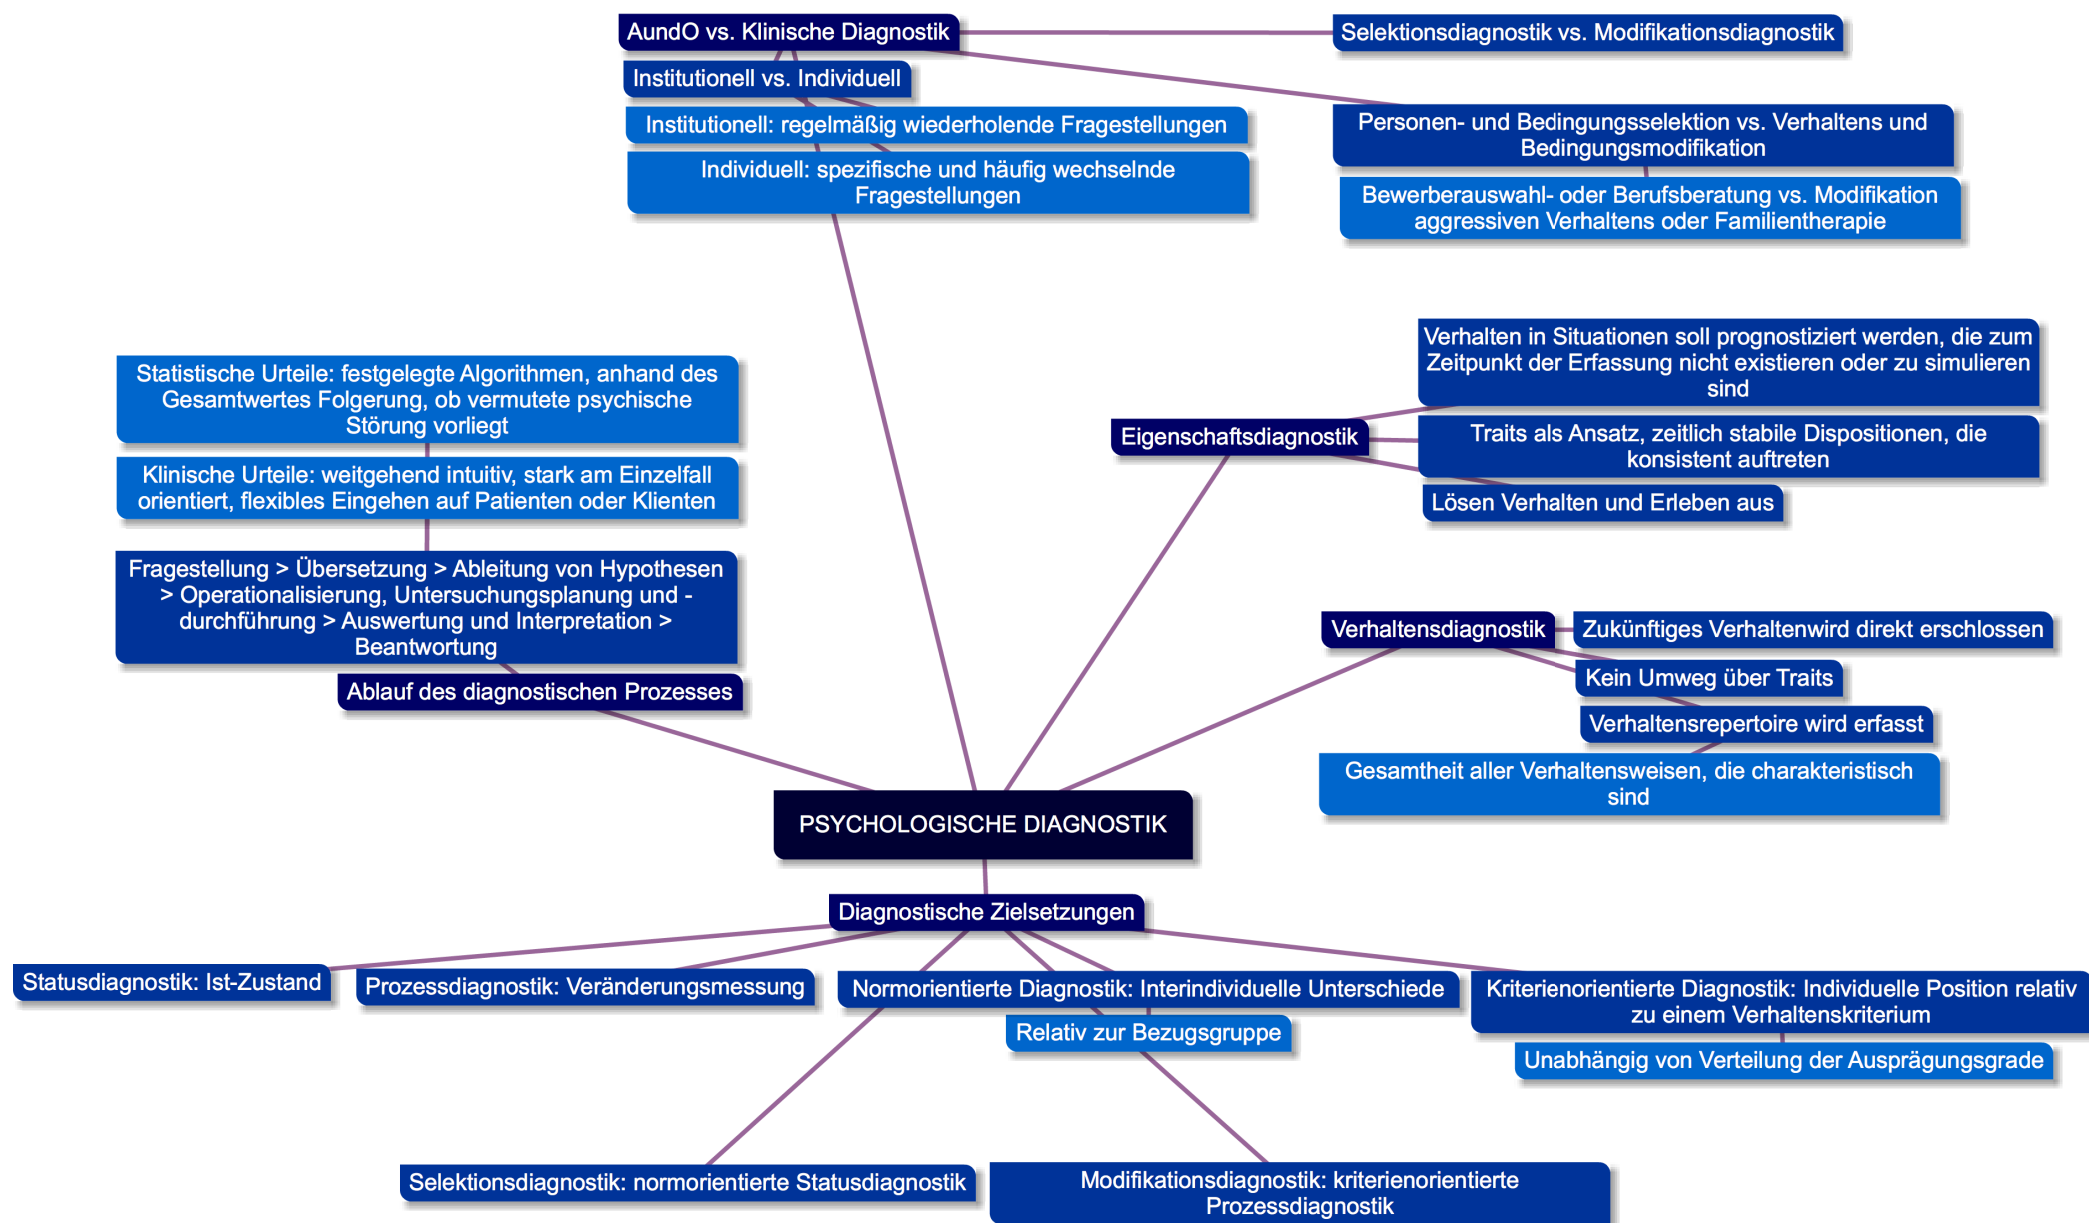 AundO vs. Klinische Diagnostik
Selektionsdiagnostik vs. Modifikationsdiagnostik
Institutionell vs. Individuell
Institutionell: regelmäßig wiederholende Fragestellungen
Individuell: spezifische und häufig wechselnde
Fragestellungen
Personen- und Bedingungsselektion vs. Verhaltens und
Bedingungsmodifikation
Bewerberauswahl- oder Berufsberatung vs. Modifikation
aggressiven Verhaltens oder Familientherapie
Statistische Urteile: festgelegte Algorithmen, anhand des
Gesamtwertes Folgerung, ob vermutete psychische
Störung vorliegt
Klinische Urteile: weitgehend intuitiv, stark am Einzelfall
orientiert, flexibles Eingehen auf Patienten oder Klienten
Fragestellung > Übersetzung > Ableitung von Hypothesen
> Operationalisierung, Untersuchungsplanung und -
durchführung > Auswertung und Interpretation >
Beantwortung
Ablauf des diagnostischen Prozesses
Verhalten in Situationen soll prognostiziert werden, die zum
Zeitpunkt der Erfassung nicht existieren oder zu simulieren
sind
Eigenschaftsdiagnostik
Traits als Ansatz, zeitlich stabile Dispositionen, die
konsistent auftreten
Lösen Verhalten und Erleben aus
Verhaltensdiagnostik
Zukünftiges Verhaltenwird direkt erschlossen
Kein Umweg über Traits
Verhaltensrepertoire wird erfasst
Gesamtheit aller Verhaltensweisen, die charakteristisch
sind
PSYCHOLOGISCHE DIAGNOSTIK
Diagnostische Zielsetzungen
Statusdiagnostik: Ist-Zustand
Prozessdiagnostik: Veränderungsmessung
Normorientierte Diagnostik: Interindividuelle Unterschiede
Relativ zur Bezugsgruppe
Kriterienorientierte Diagnostik: Individuelle Position relativ
zu einem Verhaltenskriterium
Unabhängig von Verteilung der Ausprägungsgrade
Selektionsdiagnostik: normorientierte Statusdiagnostik
Modifikationsdiagnostik: kriterienorientierte
Prozessdiagnostik